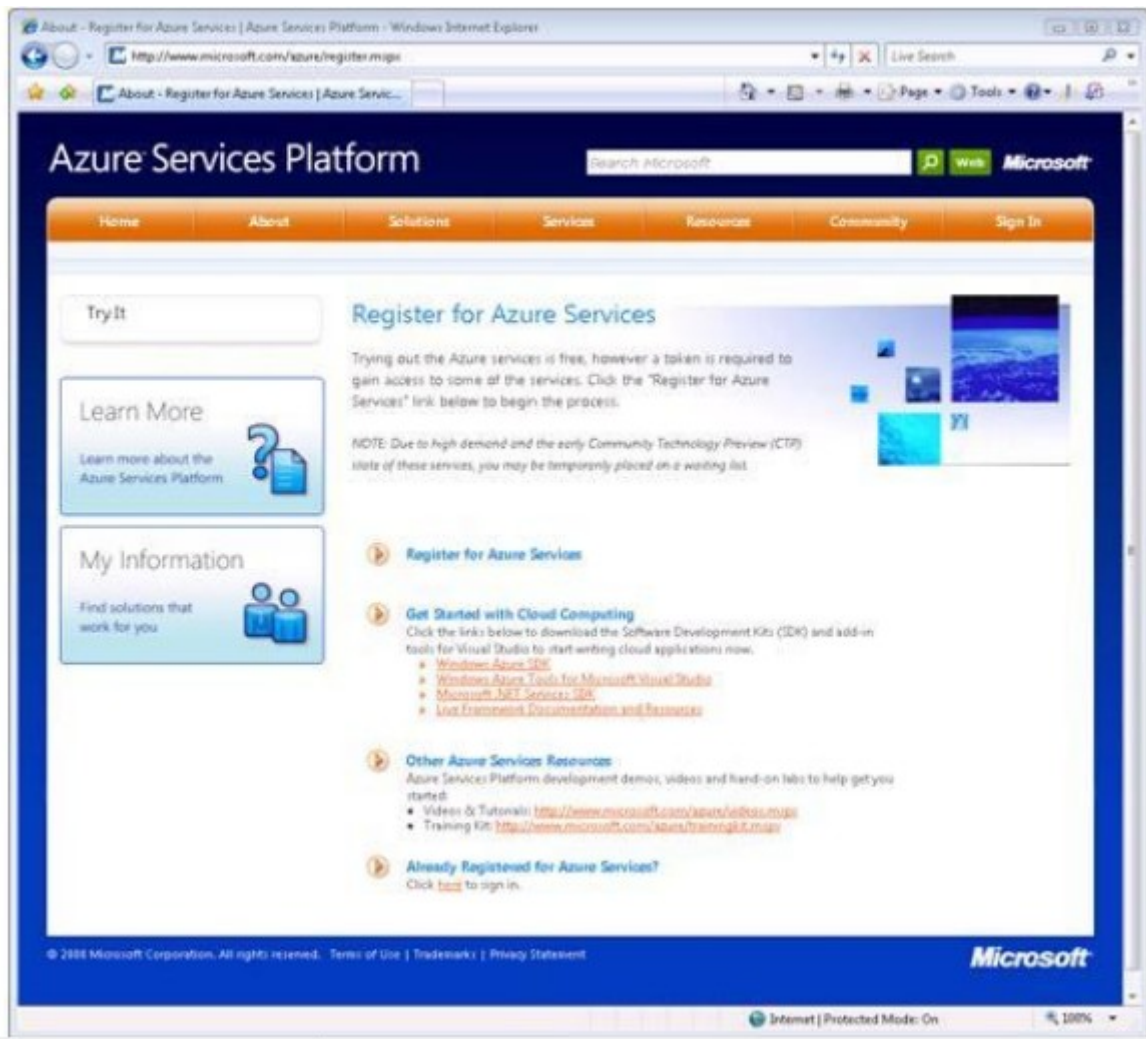 About - Register for Azure Services | Azure Services Platform - Windows Internet Explorer
http://www.microsoft.com/azure/register.mspx
Live Search
About - Register for Azure Services | Azure Servic...
Page
Tools
Azure Services Platform
Search Microsoft
Web
Microsoft
Home
About
Solutions
Services
Resources
Community
Sign In
Try It
Register for Azure Services
Trying out the Azure services is free, however a token is required to
gain access to some of the services. Click the "Register for Azure
Services" link below to begin the process.
NOTE: Due to high demand and the early Community Technology Preview (CTP)
state of these services, you may be temporarily placed on a waiting list.
Learn More
Learn more about the
Azure Services Platform
My Information
Find solutions that
work for you
Register for Azure Services
Get Started with Cloud Computing
Click the links below to download the Software Development Kits (SDK) and add-in
tools for Visual Studio to start writing cloud applications now.
Windows Azure SDK
Windows Azure Tools for Microsoft Visual Studio
Microsoft .NET Services SDK
Live Framework Documentation and Resources
Other Azure Services Resources
Azure Services Platform development demos, videos and hand-on labs to help get you
started:
• Videos & Tutorials: http://www.microsoft.com/azure/videos.mspx
• Training Kit: http://www.microsoft.com/azure/trainingkit.mspx
Already Registered for Azure Services?
Click here to sign in.
© 2008 Microsoft Corporation. All rights reserved. Terms of Use | Trademarks | Privacy Statement
Microsoft
Internet | Protected Mode: On
100%